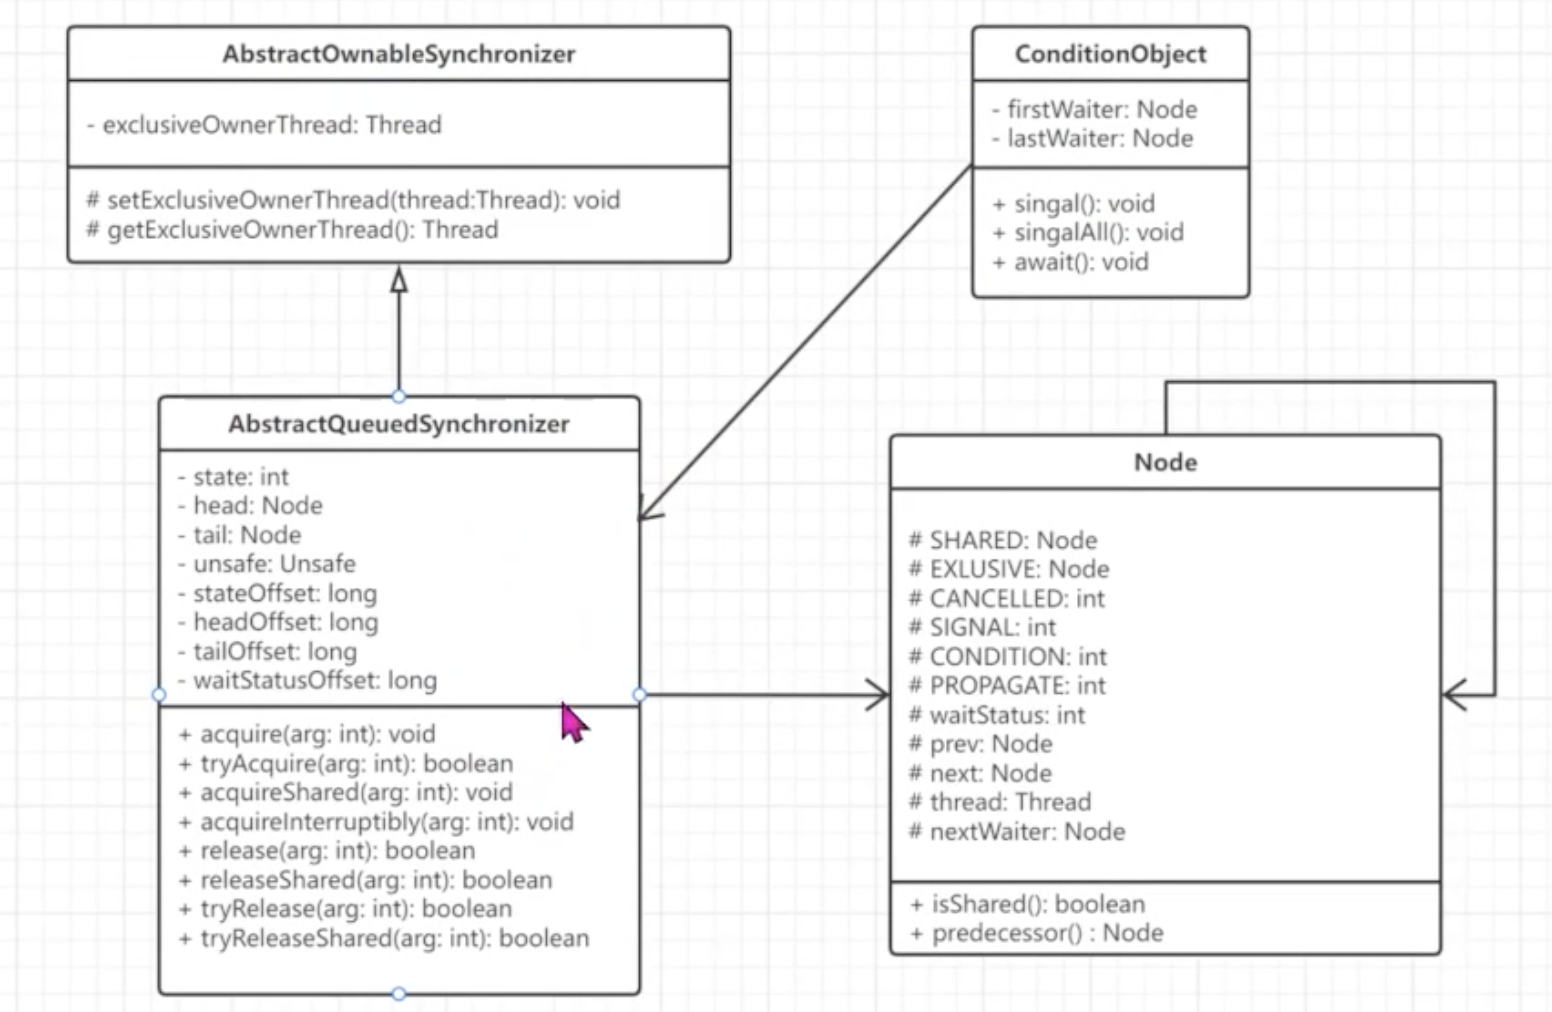 AbstractOwnableSynchronizer
- exclusiveOwnerThread: Thread
# setExclusiveOwnerThread(thread:Thread): void
# getExclusiveOwnerThread(): Thread
ConditionObject
- firstWaiter: Node
- lastWaiter: Node
+ singal(): void
+ singalAll(): void
+ await(): void
AbstractQueuedSynchronizer
- state: int
- head: Node
- tail: Node
- unsafe: Unsafe
- stateOffset: long
- headOffset: long
- tailOffset: long
- waitStatusOffset: long
+ acquire(arg: int): void
+ tryAcquire(arg: int): boolean
+ acquireShared(arg: int): void
+ acquireInterruptibly(arg: int): void
+ release(arg: int): boolean
+ releaseShared(arg: int): boolean
+ tryRelease(arg: int): boolean
+ tryReleaseShared(arg: int): boolean
Node
# SHARED: Node
# EXLUSIVE: Node
# CANCELLED: int
# SIGNAL: int
# CONDITION: int
# PROPAGATE: int
# waitStatus: int
# prev: Node
# next: Node
# thread: Thread
# nextWaiter: Node
+ isShared(): boolean
+ predecessor() : Node